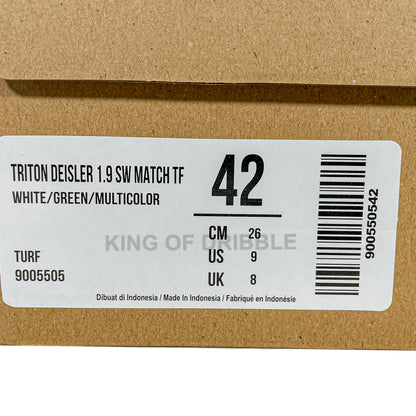 TRITON DEISLER 1.9 SW MATCH TF
WHITE/GREEN/MULTICOLOR
42
CM 26
US 9
UK 8
KING OF DRIBBLE
TURF
9005505
Dibuat di Indonesia / Made In Indonesia / Fabriqué en Indonésie
900550542